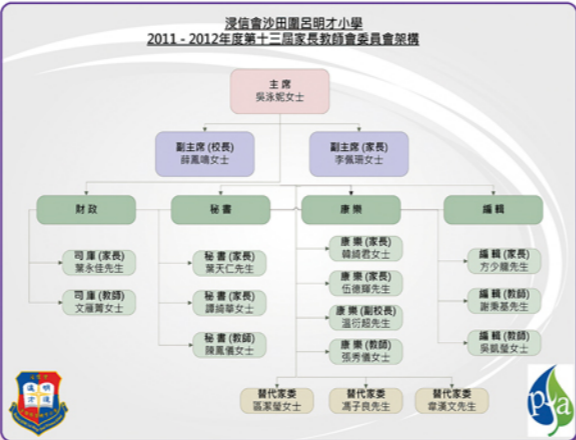 浸信會沙田圍呂明才小學
2011 - 2012年度第十三屆家長教師會委員會架構
主 席
吳泳妮女士
副主席 (校長)
薛鳳鳴女士
副主席 (家長)
李佩珊女士
財 政
秘 書
康 樂
編 輯
司 庫 (家長)
葉永佳先生
司 庫 (教師)
文雁菁女士
秘 書 (家長)
葉天仁先生
秘 書 (家長)
譚綺華女士
秘 書 (教師)
陳鳳儀女士
康 樂 (家長)
韓綺君女士
康 樂 (家長)
伍德輝先生
康 樂 (副校長)
溫衍超先生
康 樂 (教師)
張秀儀女士
編 輯 (家長)
方少龍先生
編 輯 (教師)
謝秉基先生
編 輯 (教師)
吳凱瑩女士
替代家委
區潔瑩女士
替代家委
馮子良先生
替代家委
韋漢文先生
pta